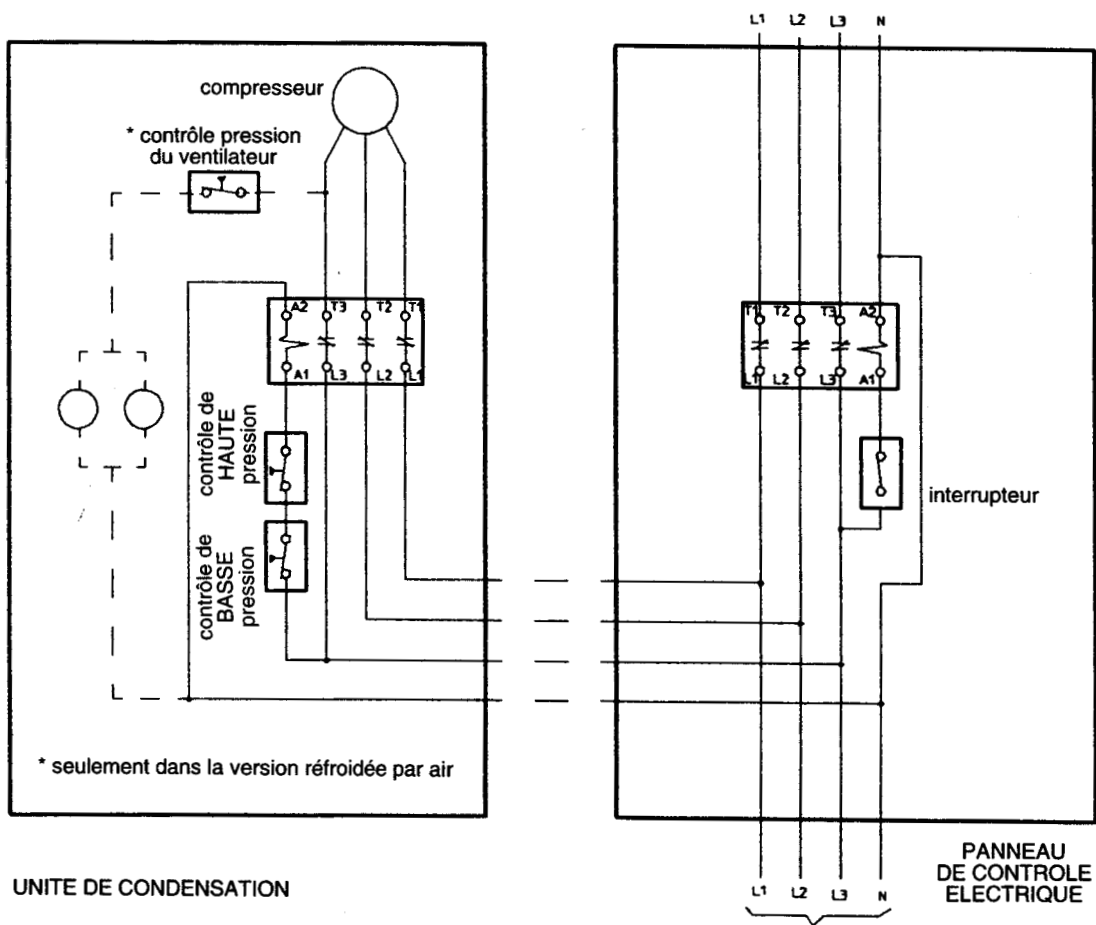 L1 L2 L3 N
compresseur
* contrôle pression
du ventilateur
A2 T3 T2 T1
A1 L3 L2 L1
contrôle de
HAUTE
pression
contrôle de
BASSE
pression
* seulement dans la version réfroidée par air
UNITE DE CONDENSATION
T1 T2 T3 A2
L1 L2 L3 A1
interrupteur
L1 L2 L3 N
PANNEAU
DE CONTROLE
ELECTRIQUE